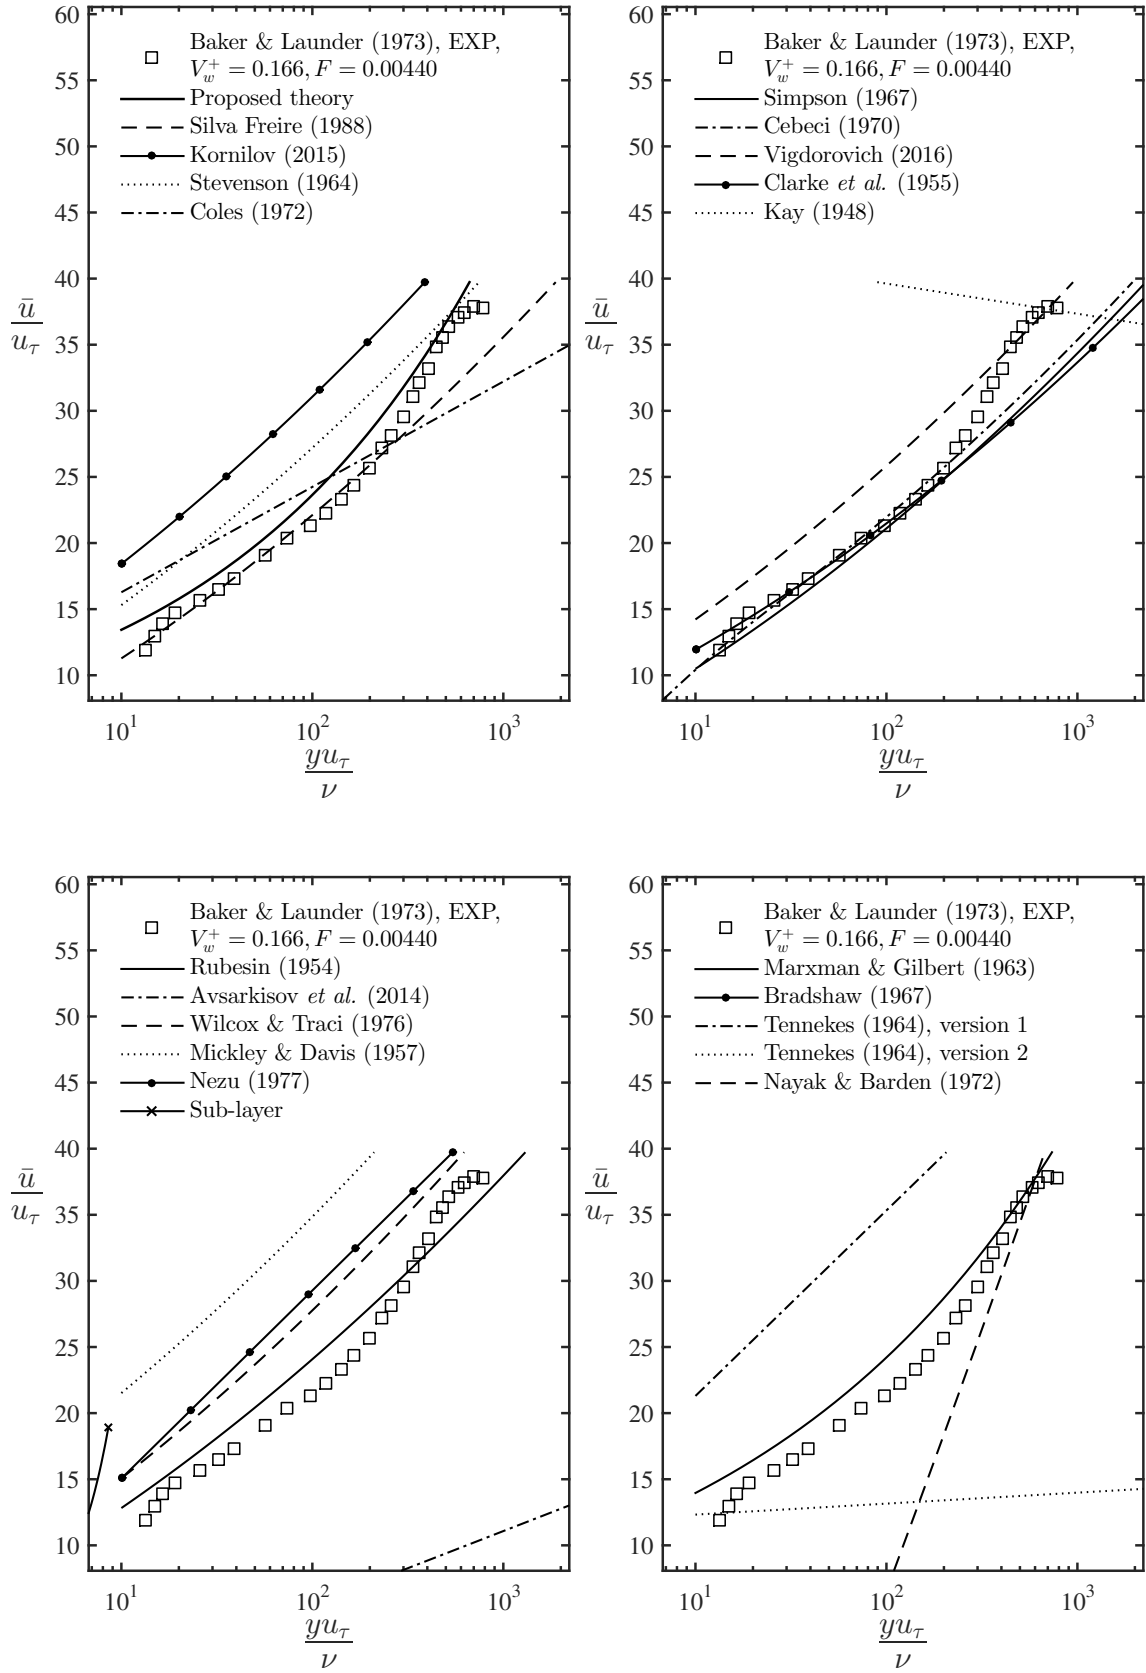 60
55
50
45
40
35
30
25
20
15
10
ū/u_τ
Baker & Launder (1973), EXP,
V_w^+ = 0.166, F = 0.00440
Proposed theory
Silva Freire (1988)
Kornilov (2015)
Stevenson (1964)
Coles (1972)
10^1 10^2 10^3
yu_τ/ν
60
55
50
45
40
35
30
25
20
15
10
ū/u_τ
Baker & Launder (1973), EXP,
V_w^+ = 0.166, F = 0.00440
Simpson (1967)
Cebeci (1970)
Vigdorovich (2016)
Clarke et al. (1955)
Kay (1948)
10^1 10^2 10^3
yu_τ/ν
60
55
50
45
40
35
30
25
20
15
10
ū/u_τ
Baker & Launder (1973), EXP,
V_w^+ = 0.166, F = 0.00440
Rubesin (1954)
Avsarkisov et al. (2014)
Wilcox & Traci (1976)
Mickley & Davis (1957)
Nezu (1977)
Sub-layer
10^1 10^2 10^3
yu_τ/ν
60
55
50
45
40
35
30
25
20
15
10
ū/u_τ
Baker & Launder (1973), EXP,
V_w^+ = 0.166, F = 0.00440
Marxman & Gilbert (1963)
Bradshaw (1967)
Tennekes (1964), version 1
Tennekes (1964), version 2
Nayak & Barden (1972)
10^1 10^2 10^3
yu_τ/ν